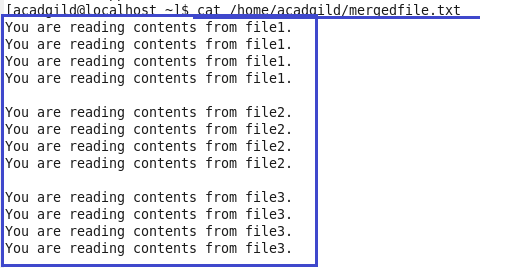 [acadgild@localhost ~]$ cat /home/acadgild/mergedfile.txt
You are reading contents from file1.
You are reading contents from file1.
You are reading contents from file1.
You are reading contents from file1.
You are reading contents from file2.
You are reading contents from file2.
You are reading contents from file2.
You are reading contents from file2.
You are reading contents from file3.
You are reading contents from file3.
You are reading contents from file3.
You are reading contents from file3.